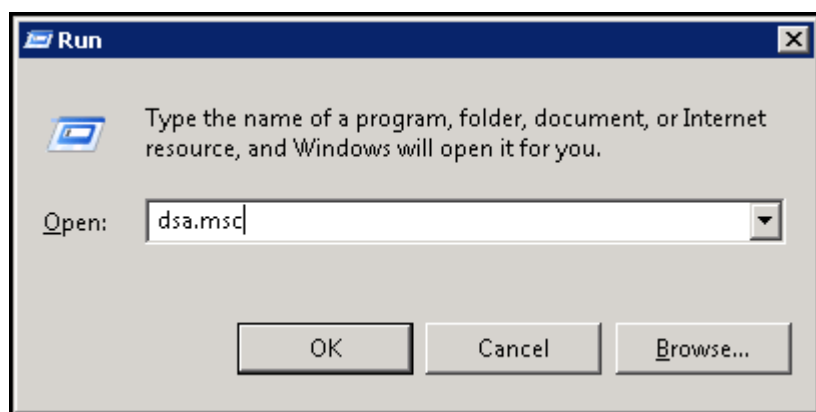 Run
Type the name of a program, folder, document, or Internet
resource, and Windows will open it for you.
Open: dsa.msc
OK Cancel Browse...